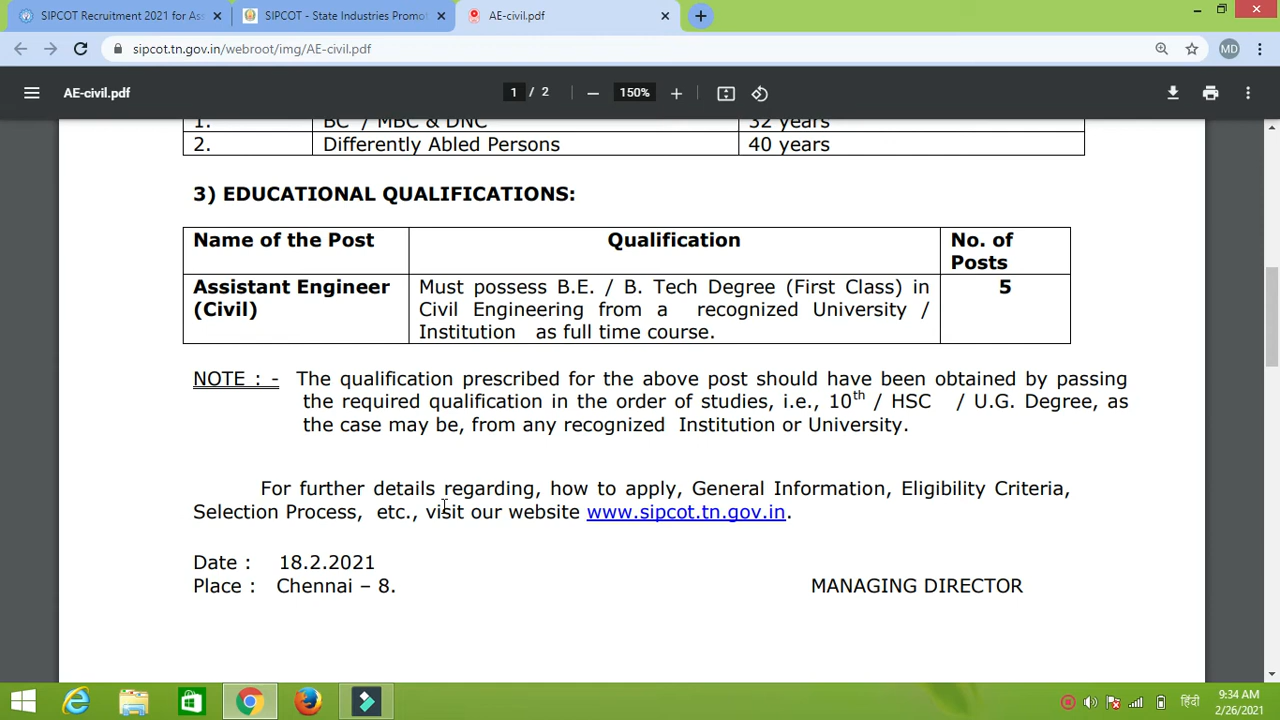 SIPCOT Recruitment 2021 for Ass
SIPCOT - State Industries Promot
AE-civil.pdf
sipcot.tn.gov.in/webroot/img/AE-civil.pdf
MD
AE-civil.pdf
1 / 2
150%
1. BC / MBC & DNC 32 years
2. Differently Abled Persons 40 years
3) EDUCATIONAL QUALIFICATIONS:
Name of the Post Qualification No. of
Posts
Assistant Engineer Must possess B.E. / B. Tech Degree (First Class) in 5
(Civil) Civil Engineering from a recognized University /
Institution as full time course.
NOTE : - The qualification prescribed for the above post should have been obtained by passing
the required qualification in the order of studies, i.e., 10th / HSC / U.G. Degree, as
the case may be, from any recognized Institution or University.
For further details regarding, how to apply, General Information, Eligibility Criteria,
Selection Process, etc., visit our website www.sipcot.tn.gov.in.
Date : 18.2.2021
Place : Chennai – 8. MANAGING DIRECTOR
हिंदी
9:34 AM
2/26/2021